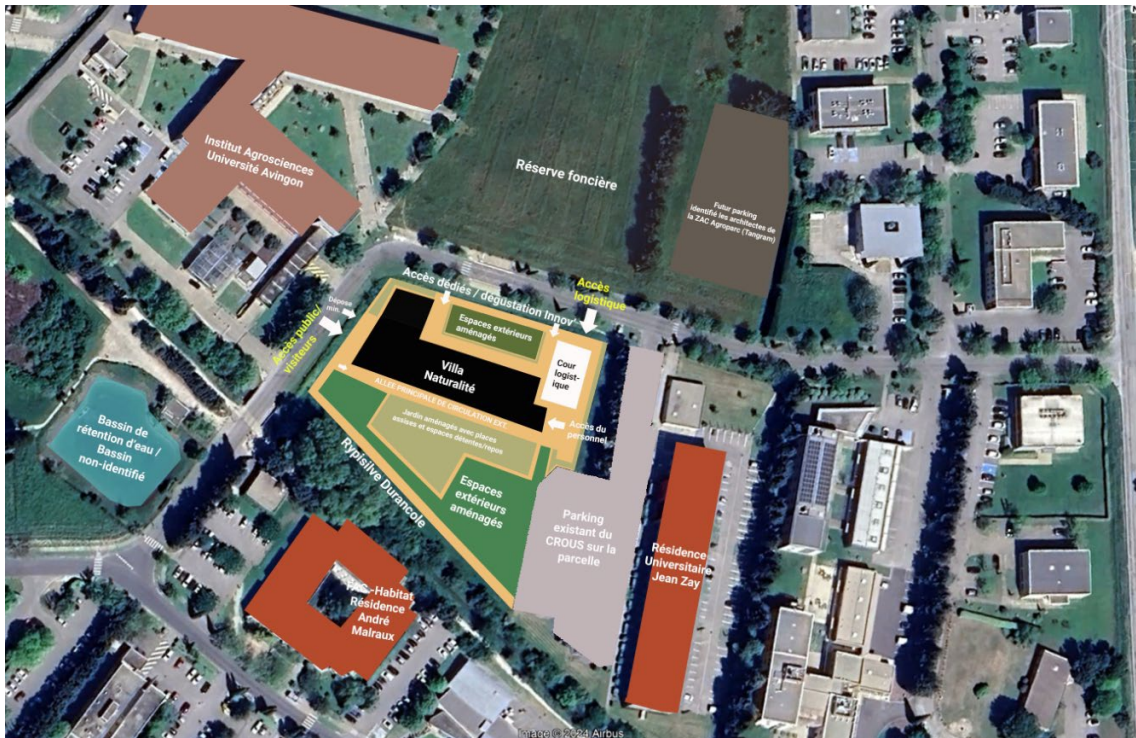 Institut Agrosciences
Université Avingon
Réserve foncière
Futur parking
identifié les architectes de
la ZAC Agroparc (Tangram)
Accès dédiés / dégustation Innov'
Accès
logistique
Dépose
min.
Accès public/
visiteurs
Espaces extérieurs
aménagés
Villa
Naturalité
Cour
logist-
ique
ALLEE PRINCIPALE DE CIRCULATION EXT.
Jardin aménagés avec places
assises et espaces détentes/repos
Accès du
personnel
Bassin de
rétention d'eau /
Bassin
non-identifié
Rypisilve Durancole
Espaces
extérieurs
aménagés
Parking
existant du
CROUS sur la
parcelle
Résidence
Universitaire
Jean Zay
-Habitat
Résidence
André
Malraux
Image © 2024 Airbus